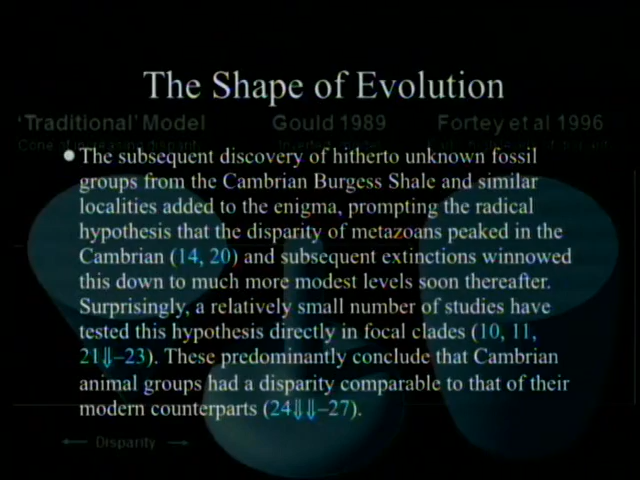 The Shape of Evolution
'Traditional' Model Gould 1989 Fortey et al 1996
• The subsequent discovery of hitherto unknown fossil
groups from the Cambrian Burgess Shale and similar
localities added to the enigma, prompting the radical
hypothesis that the disparity of metazoans peaked in the
Cambrian (14, 20) and subsequent extinctions winnowed
this down to much more modest levels soon thereafter.
Surprisingly, a relatively small number of studies have
tested this hypothesis directly in focal clades (10, 11,
21⇓–23). These predominantly conclude that Cambrian
animal groups had a disparity comparable to that of their
modern counterparts (24⇓⇓–27).
← Disparity →